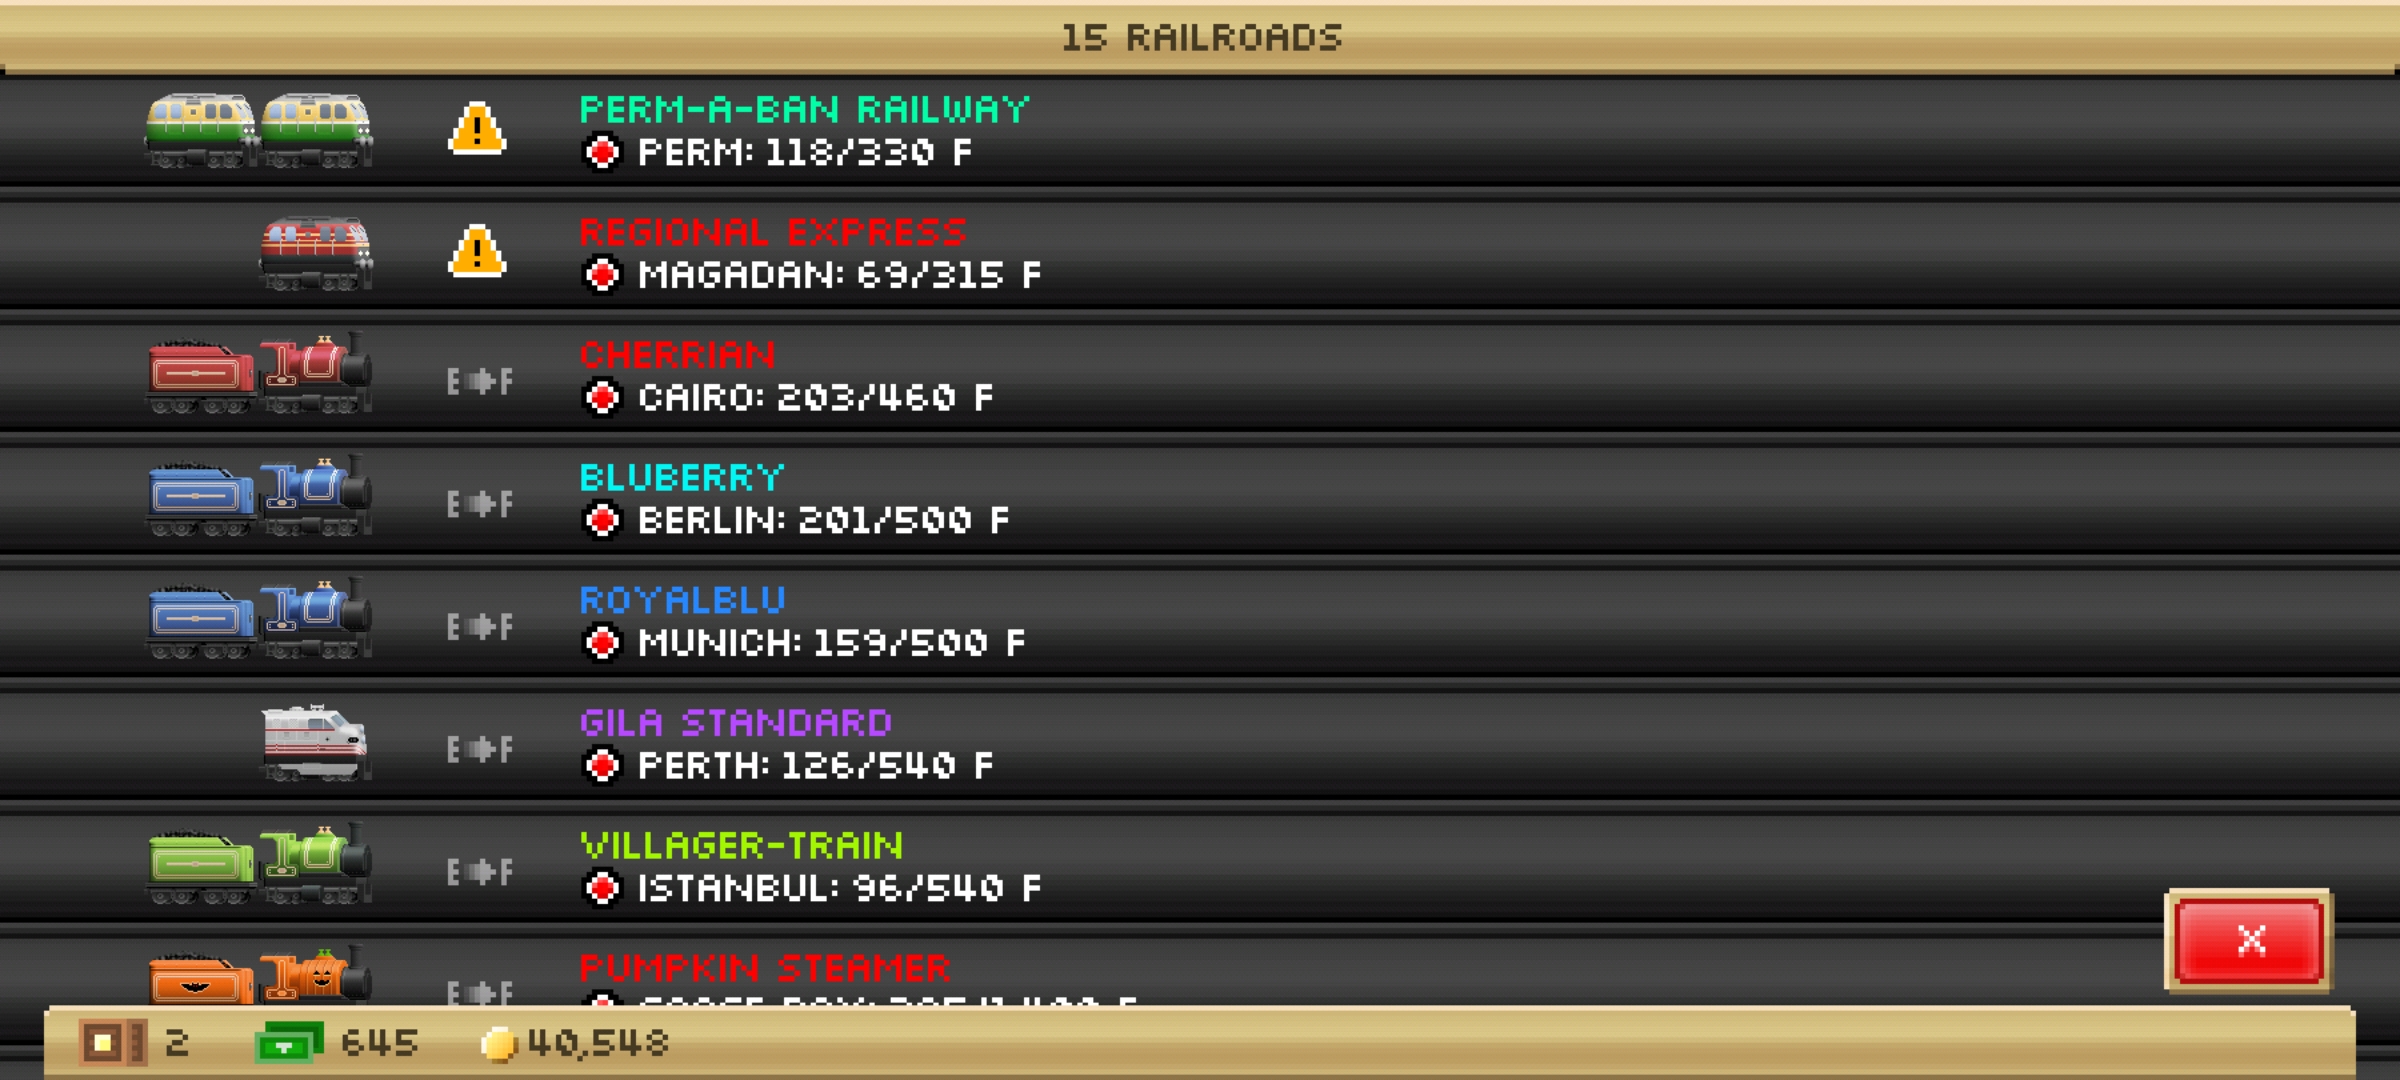 15 RAILROADS
PERM-A-BAN RAILWAY
PERM: 118/330 F
REGIONAL EXPRESS
MAGADAN: 69/315 F
CHERRIAN
E F
CAIRO: 203/460 F
BLUBERRY
E F
BERLIN: 201/500 F
ROYALBLU
E F
MUNICH: 159/500 F
GILA STANDARD
E F
PERTH: 126/540 F
VILLAGER-TRAIN
E F
ISTANBUL: 96/540 F
PUMPKIN STEAMER
E F
X
2 645 40,548